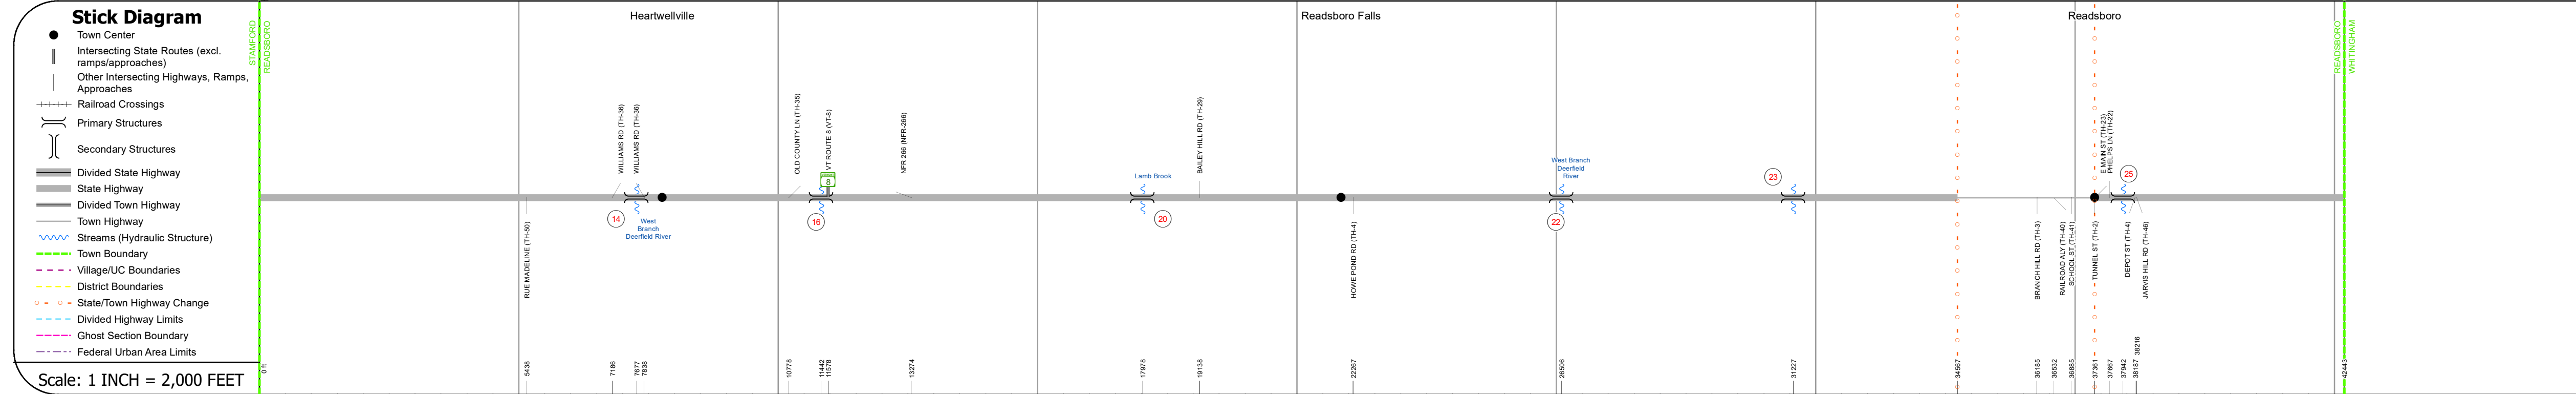 Stick Diagram
Town Center
Intersecting State Routes (excl.
ramps/approaches)
Other Intersecting Highways, Ramps,
Approaches
Railroad Crossings
Primary Structures
Secondary Structures
Divided State Highway
State Highway
Divided Town Highway
Town Highway
Streams (Hydraulic Structure)
Town Boundary
Village/UC Boundaries
District Boundaries
State/Town Highway Change
Divided Highway Limits
Ghost Section Boundary
Federal Urban Area Limits
Scale: 1 INCH = 2,000 FEET
STAMFORD
READSBORO
Heartwellville
Readsboro Falls
Readsboro
READSBORO
WHITINGHAM
WILLIAMS RD (TH-36)
WILLIAMS RD (TH-36)
OLD COUNTY LN (TH-35)
VT ROUTE 8 (VT-8)
NFR 266 (NFR-266)
BAILEY HILL RD (TH-29)
E MAIN ST (TH-23)
PHELPS LN (TH-22)
8
Lamb Brook
West Branch
Deerfield
River
23
25
14
West
Branch
Deerfield River
16
20
22
RUE MADELINE (TH-50)
HOWE POND RD (TH-4)
BRANCH HILL RD (TH-3)
RAILROAD ALY (TH-40)
SCHOOL ST (TH-41)
TUNNEL ST (TH-2)
DEPOT ST (TH-4)
JARVIS HILL RD (TH-46)
0 ft
5438
7186
7677
7838
10778
11442
11578
13274
17978
19138
22267
26506
31227
34567
36185
36532
36885
37361
37667
37942
38187
38216
42443